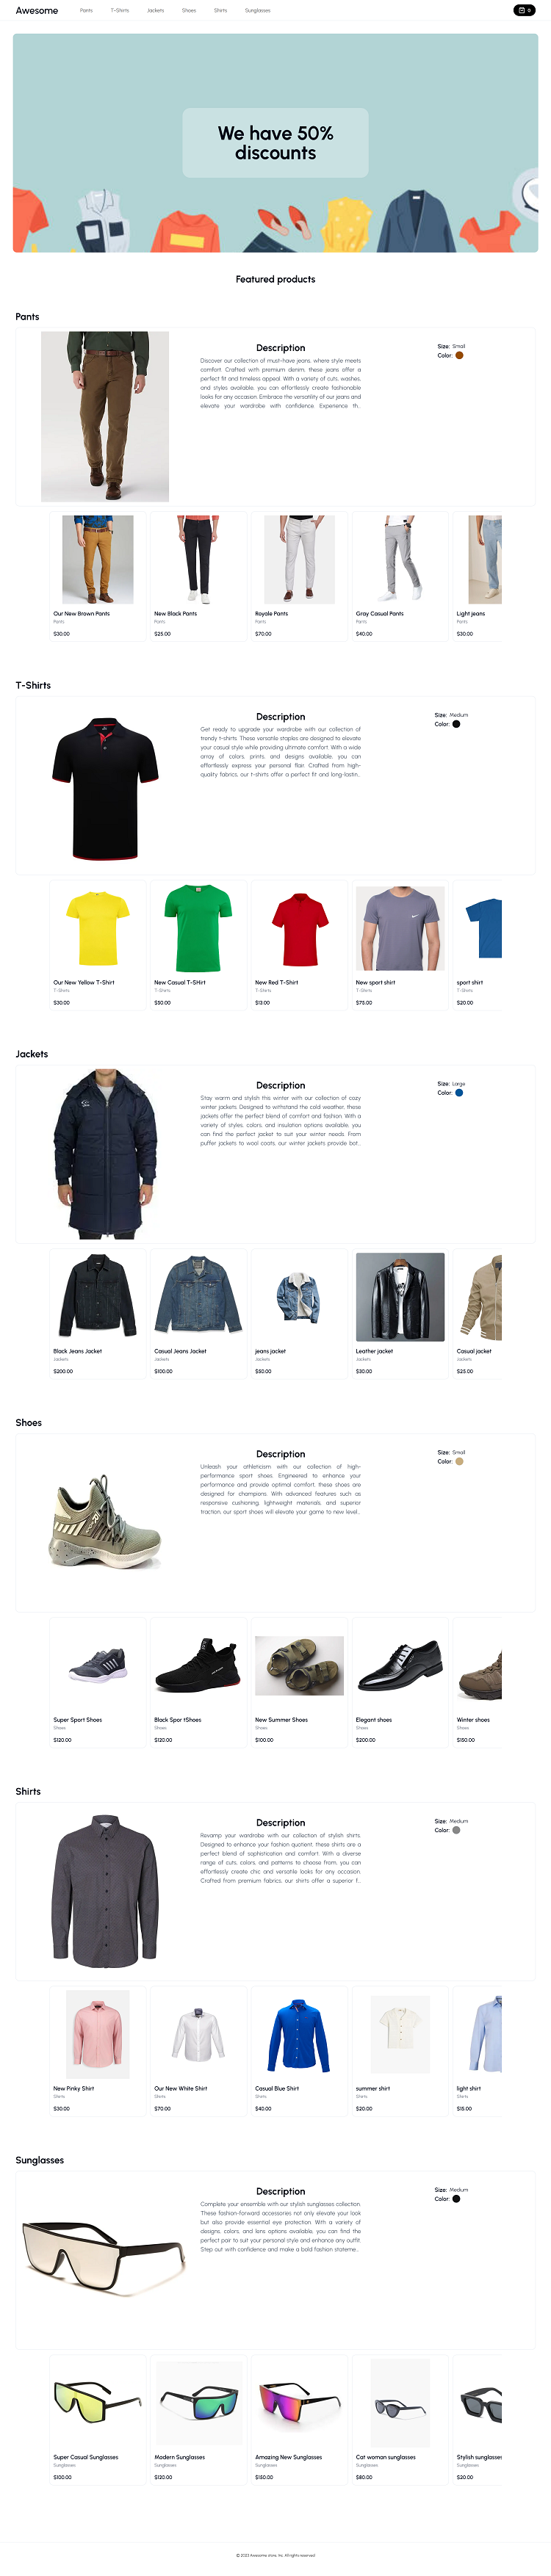 Awesome
Pants T-Shirts Jackets Shoes Shirts Sunglasses
0
We have 50%
discounts
Featured products
Pants
Description
Discover our collection of must-have jeans, where style meets
comfort. Crafted with premium denim, these jeans offer a
perfect fit and timeless appeal. With a variety of cuts, washes,
and styles available, you can effortlessly create fashionable
looks for any occasion. Embrace the versatility of our jeans and
elevate your wardrobe with confidence. Experience th...
Size: Small
Color:
Our New Brown Pants
Pants
$30.00
New Black Pants
Pants
$25.00
Royale Pants
Pants
$70.00
Gray Casual Pants
Pants
$40.00
Light jeans
Pants
$30.00
T-Shirts
Description
Get ready to upgrade your wardrobe with our collection of
trendy t-shirts. These versatile staples are designed to elevate
your casual style while providing ultimate comfort. With a wide
array of colors, prints, and designs available, you can
effortlessly express your personal flair. Crafted from high-
quality fabrics, our t-shirts offer a perfect fit and long-lastin...
Size: Medium
Color:
Our New Yellow T-Shirt
T-Shirts
$30.00
New Casual T-SHirt
T-Shirts
$50.00
New Red T-Shirt
T-Shirts
$12.00
New sport shirt
T-Shirts
$75.00
sport shirt
T-Shirts
$20.00
Jackets
Description
Stay warm and stylish this winter with our collection of cozy
winter jackets. Designed to withstand the cold weather, these
jackets offer the perfect blend of comfort and fashion. With a
variety of styles, colors, and insulation options available, you
can find the perfect jacket to suit your winter needs. From
puffer jackets to wool coats, our winter jackets provide bot...
Size: Large
Color:
Black Jeans Jacket
Jackets
$200.00
Casual Jeans Jacket
Jackets
$100.00
jeans jacket
Jackets
$50.00
Leather jacket
Jackets
$30.00
Casual jacket
Jackets
$25.00
Shoes
Description
Unleash your athleticism with our collection of high-
performance sport shoes. Engineered to enhance your
performance and provide optimal comfort, these shoes are
designed for champions. With advanced features such as
responsive cushioning, lightweight materials, and superior
traction, our sport shoes will elevate your game to new level...
Size: Small
Color:
Super Sport Shoes
Shoes
$120.00
Black Spor tShoes
Shoes
$120.00
New Summer Shoes
Shoes
$100.00
Elegant shoes
Shoes
$200.00
Winter shoes
Shoes
$150.00
Shirts
Description
Revamp your wardrobe with our collection of stylish shirts.
Designed to enhance your fashion quotient, these shirts are a
perfect blend of sophistication and comfort. With a diverse
range of cuts, colors, and patterns to choose from, you can
effortlessly create chic and versatile looks for any occasion.
Crafted from premium fabrics, our shirts offer a superior f...
Size: Medium
Color:
New Pinky Shirt
Shirts
$30.00
Our New White Shirt
Shirts
$70.00
Casual Blue Shirt
Shirts
$40.00
summer shirt
Shirts
$20.00
light shirt
Shirts
$15.00
Sunglasses
Description
Complete your ensemble with our stylish sunglasses collection.
These fashion-forward accessories not only elevate your look
but also provide essential eye protection. With a variety of
designs, colors, and lens options available, you can find the
perfect pair to suit your personal style and enhance any outfit.
Step out with confidence and make a bold fashion stateme...
Size: Medium
Color:
Super Casual Sunglasses
Sunglasses
$100.00
Modern Sunglasses
Sunglasses
$120.00
Amazing New Sunglasses
Sunglasses
$150.00
Cat woman sunglasses
Sunglasses
$80.00
Stylish sunglasses
Sunglasses
$20.00
© 2023 Awesome store, Inc. All rights reserved